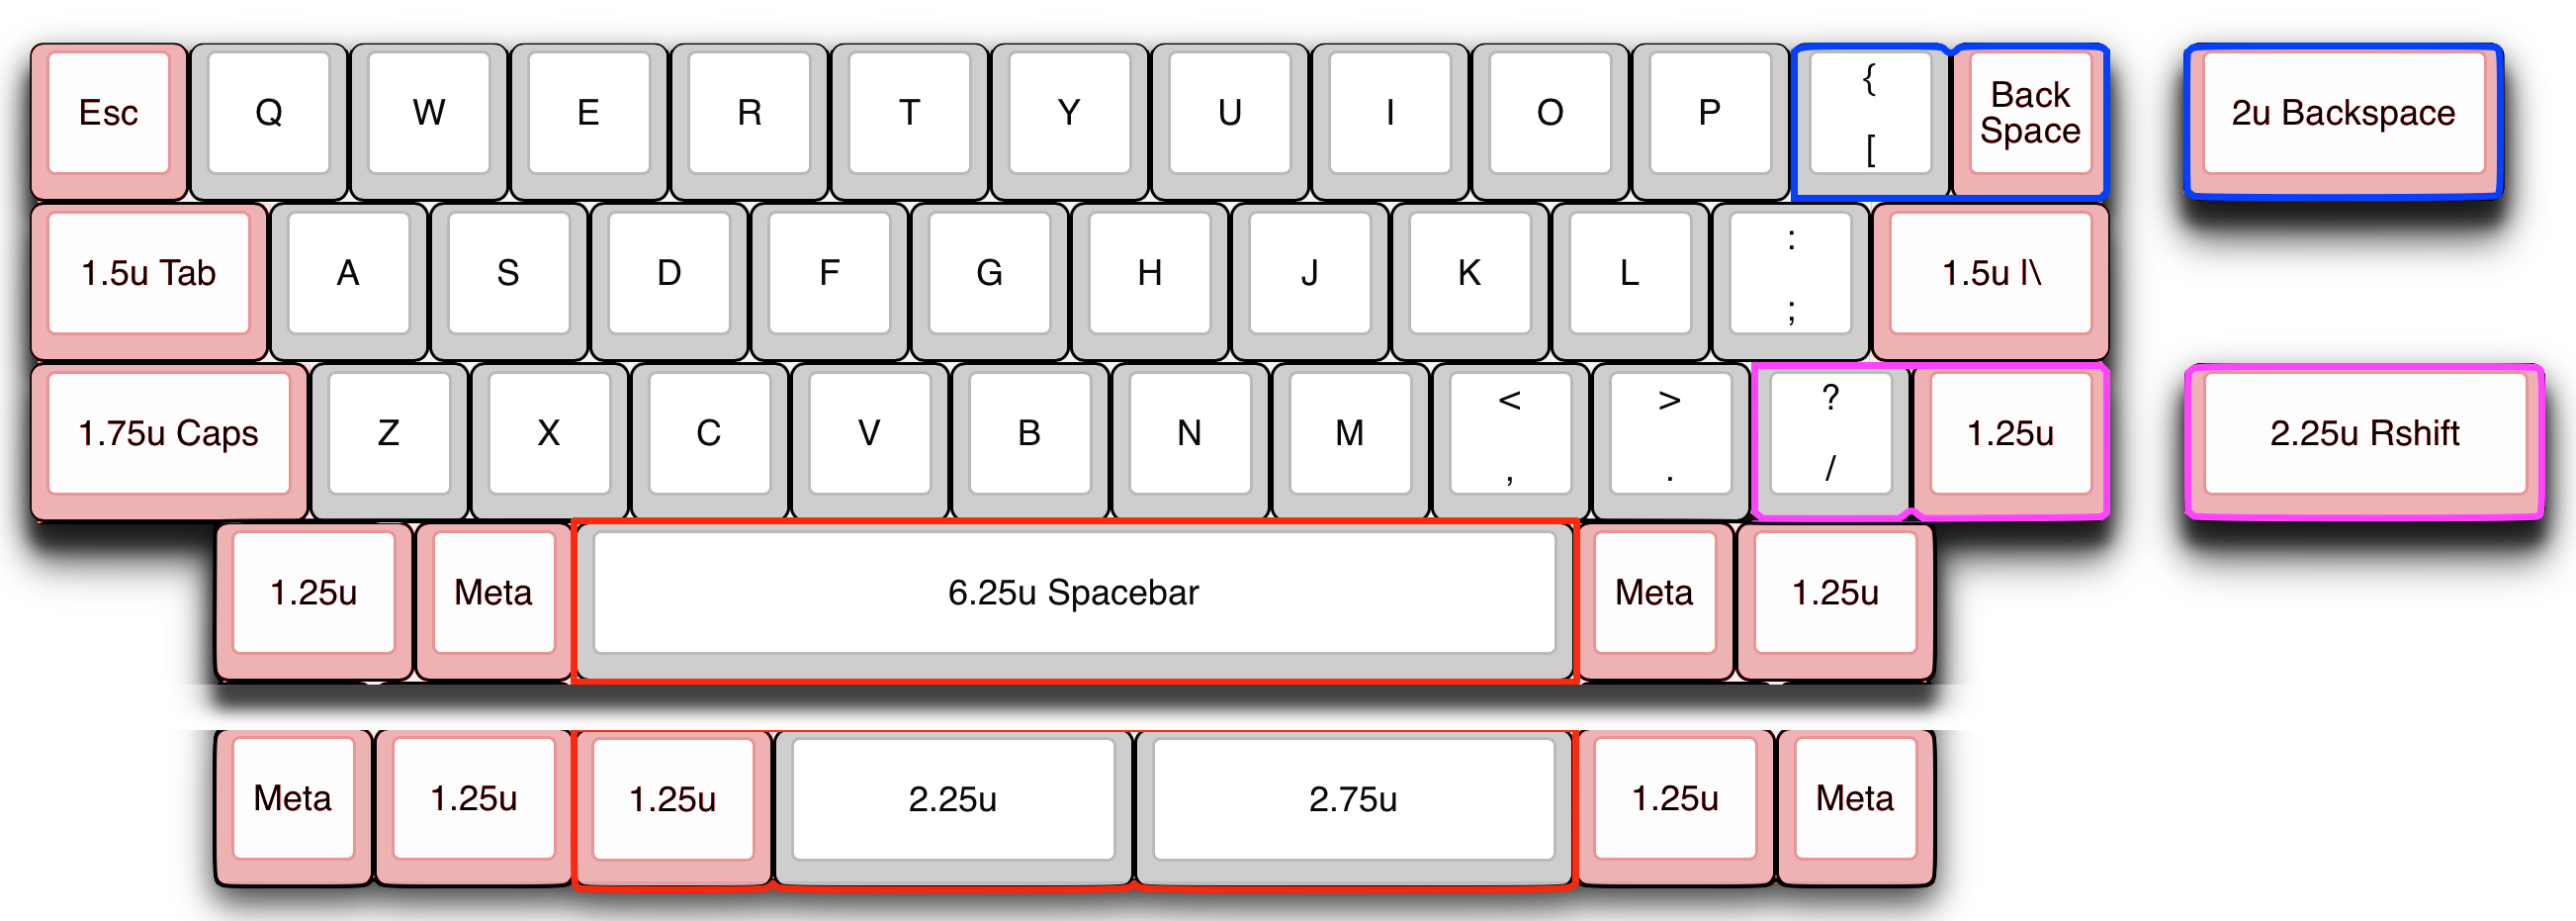 Esc Q W E R T Y U I O P { [ Back Space 2u Backspace
1.5u Tab A S D F G H J K L : ; 1.5u I\
1.75u Caps Z X C V B N M < , > . ? / 1.25u 2.25u Rshift
1.25u Meta 6.25u Spacebar Meta 1.25u
Meta 1.25u 1.25u 2.25u 2.75u 1.25u Meta